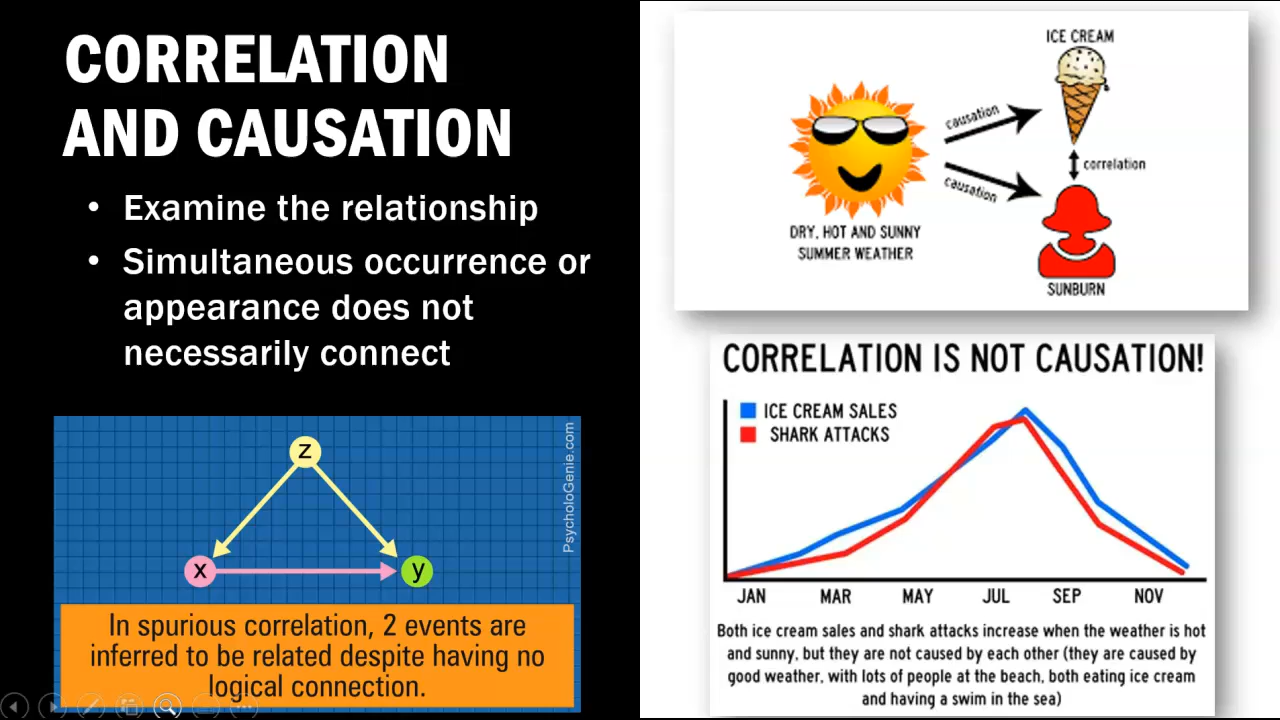 CORRELATION
AND CAUSATION
• Examine the relationship
• Simultaneous occurrence or
appearance does not
necessarily connect
z
x
y
PsycholoGenie.com
In spurious correlation, 2 events are
inferred to be related despite having no
logical connection.
ICE CREAM
causation
correlation
causation
DRY, HOT AND SUNNY
SUMMER WEATHER
SUNBURN
CORRELATION IS NOT CAUSATION!
ICE CREAM SALES
SHARK ATTACKS
JAN MAR MAY JUL SEP NOV
Both ice cream sales and shark attacks increase when the weather is hot
and sunny, but they are not caused by each other (they are caused by
good weather, with lots of people at the beach, both eating ice cream
and having a swim in the sea)